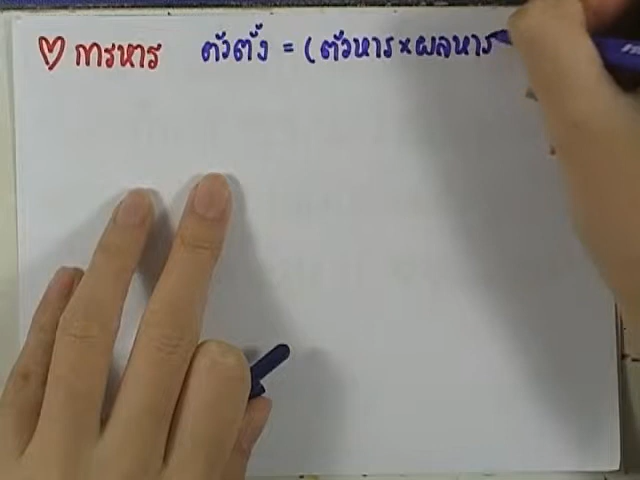 ♡ การหาร ตัวตั้ง = (ตัวหาร×ผลหาร